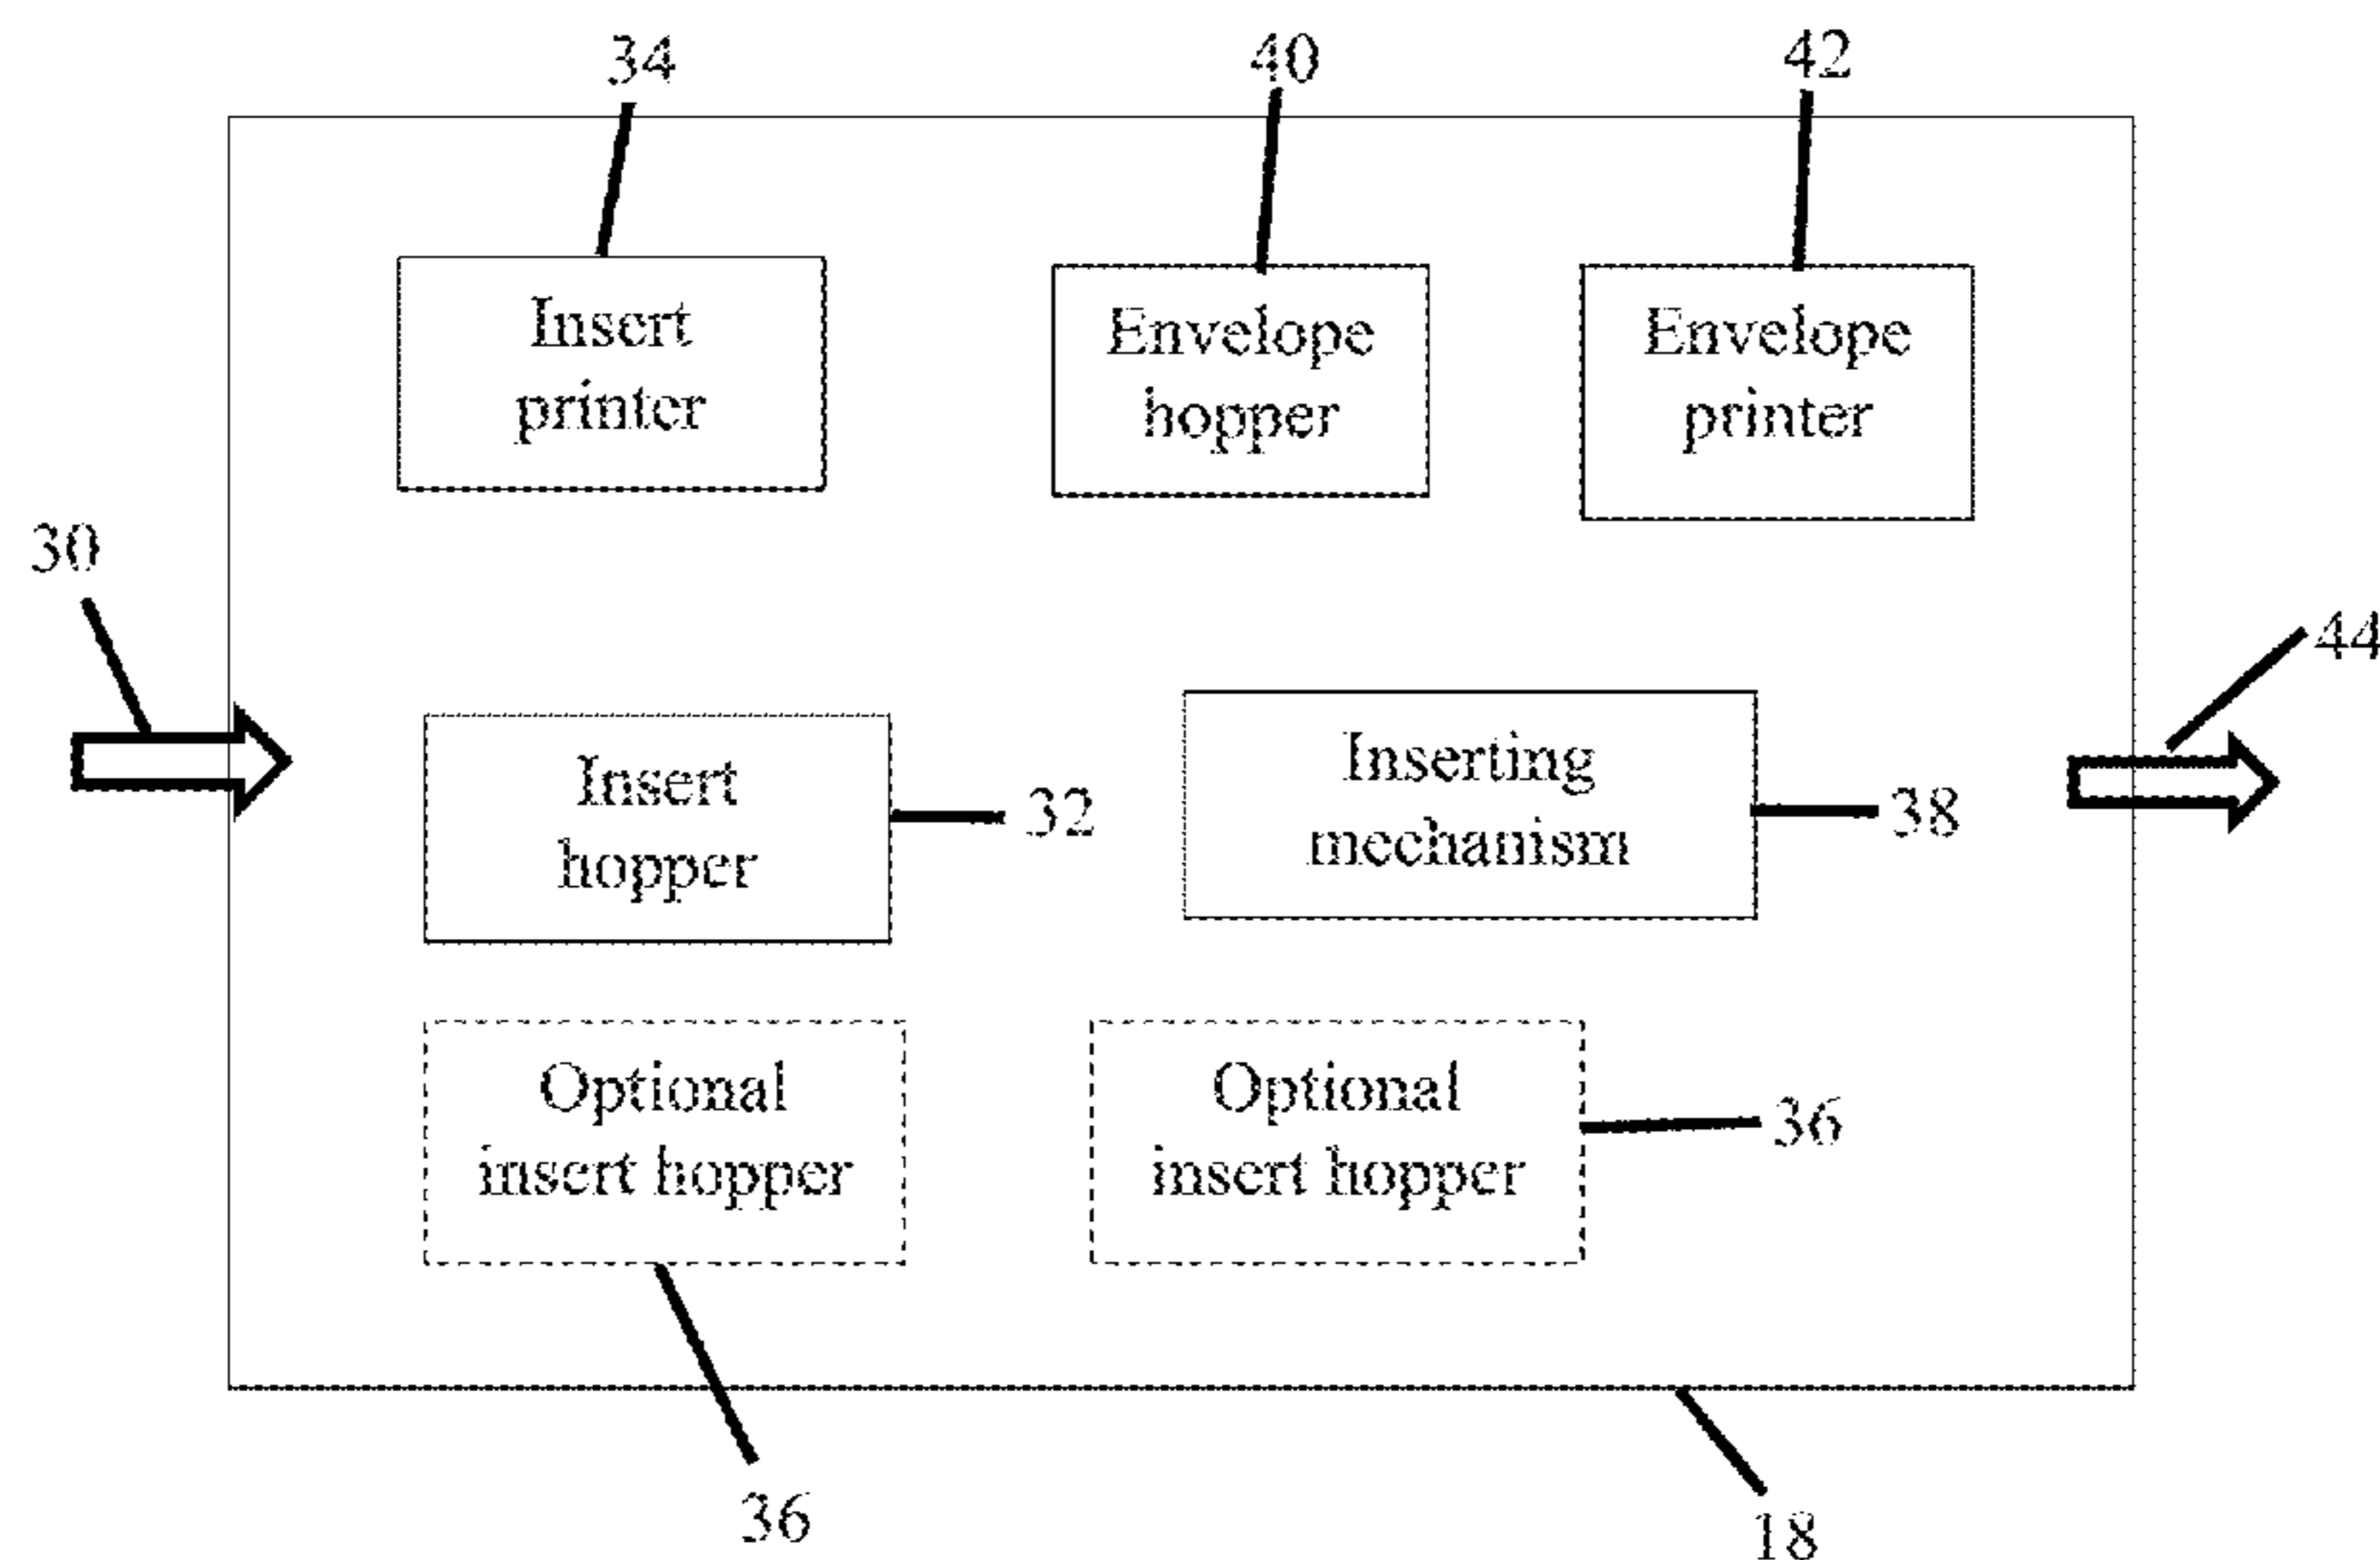 34
40
42
Insert
printer
Envelope
hopper
Envelope
printer
30
44
Insert
hopper
32
Inserting
mechanism
38
Optional
insert hopper
Optional
insert hopper
36
36
18